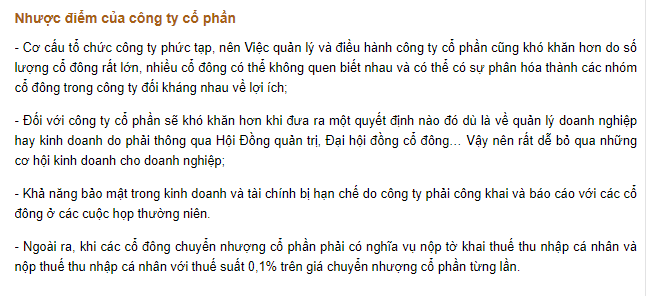 Nhược điểm của công ty cổ phần
- Cơ cấu tổ chức công ty phức tạp, nên Việc quản lý và điều hành công ty cổ phần cũng khó khăn hơn do số
lượng cổ đông rất lớn, nhiều cổ đông có thể không quen biết nhau và có thể có sự phân hóa thành các nhóm
cổ đông trong công ty đối kháng nhau về lợi ích;
- Đối với công ty cổ phần sẽ khó khăn hơn khi đưa ra một quyết định nào đó dù là về quản lý doanh nghiệp
hay kinh doanh do phải thông qua Hội Đồng quản trị, Đại hội đồng cổ đông… Vậy nên rất dễ bỏ qua những
cơ hội kinh doanh cho doanh nghiệp;
- Khả năng bảo mật trong kinh doanh và tài chính bị hạn chế do công ty phải công khai và báo cáo với các cổ
đông ở các cuộc họp thường niên.
- Ngoài ra, khi các cổ đông chuyển nhượng cổ phần phải có nghĩa vụ nộp tờ khai thuế thu nhập cá nhân và
nộp thuế thu nhập cá nhân với thuế suất 0,1% trên giá chuyển nhượng cổ phần từng lần.